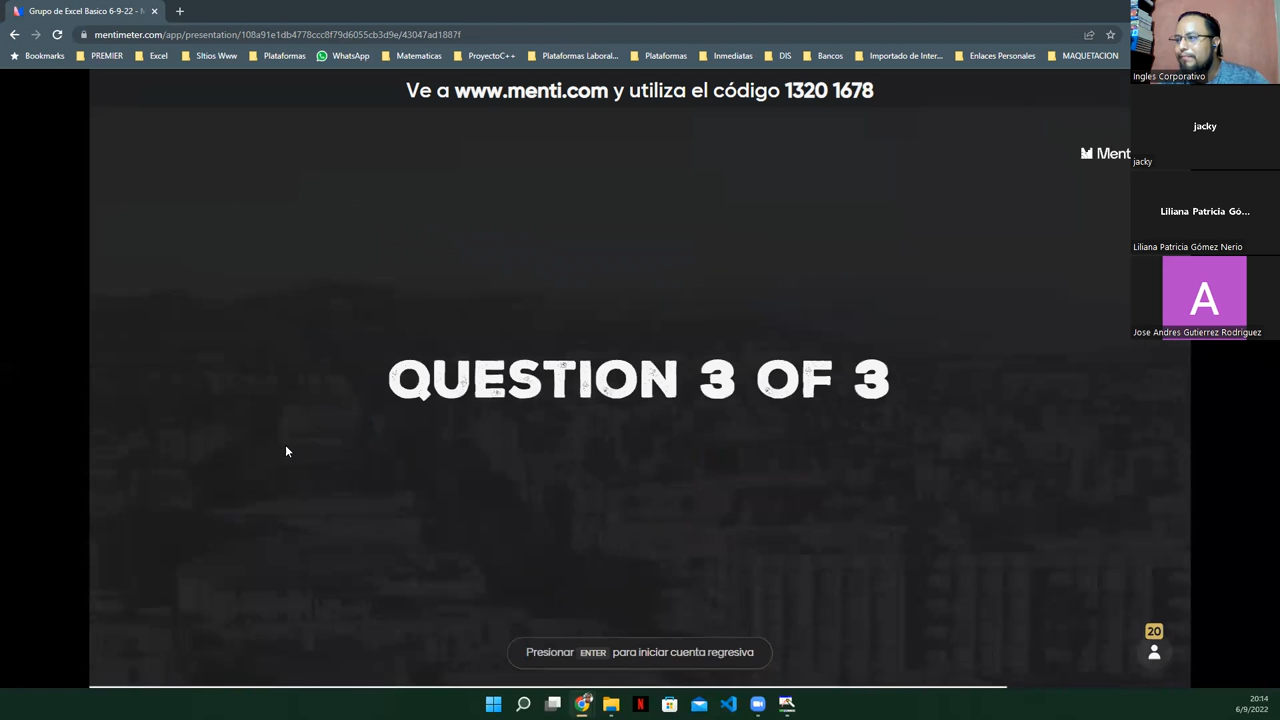 Grupo de Excel Basico 6-9-22 -
mentimeter.com/app/presentation/108a91e1db4778ccc8f79d6055cb3d9e/43047ad1887f
Bookmarks PREMIER Excel Sitios Www Plataformas WhatsApp Matematicas ProyectoC++ Plataformas Laboral... Plataformas Inmediatas DIS Bancos Importado de Inter... Enlaces Personales MAQUETACION
Ingles Corporativo
Ve a www.menti.com y utiliza el código 1320 1678
jacky
Menti
jacky
Liliana Patricia Gó...
Liliana Patricia Gómez Nerio
A
Jose Andres Gutierrez Rodriguez
QUESTION 3 OF 3
20
Presionar ENTER para iniciar cuenta regresiva
20:14
6/9/2022